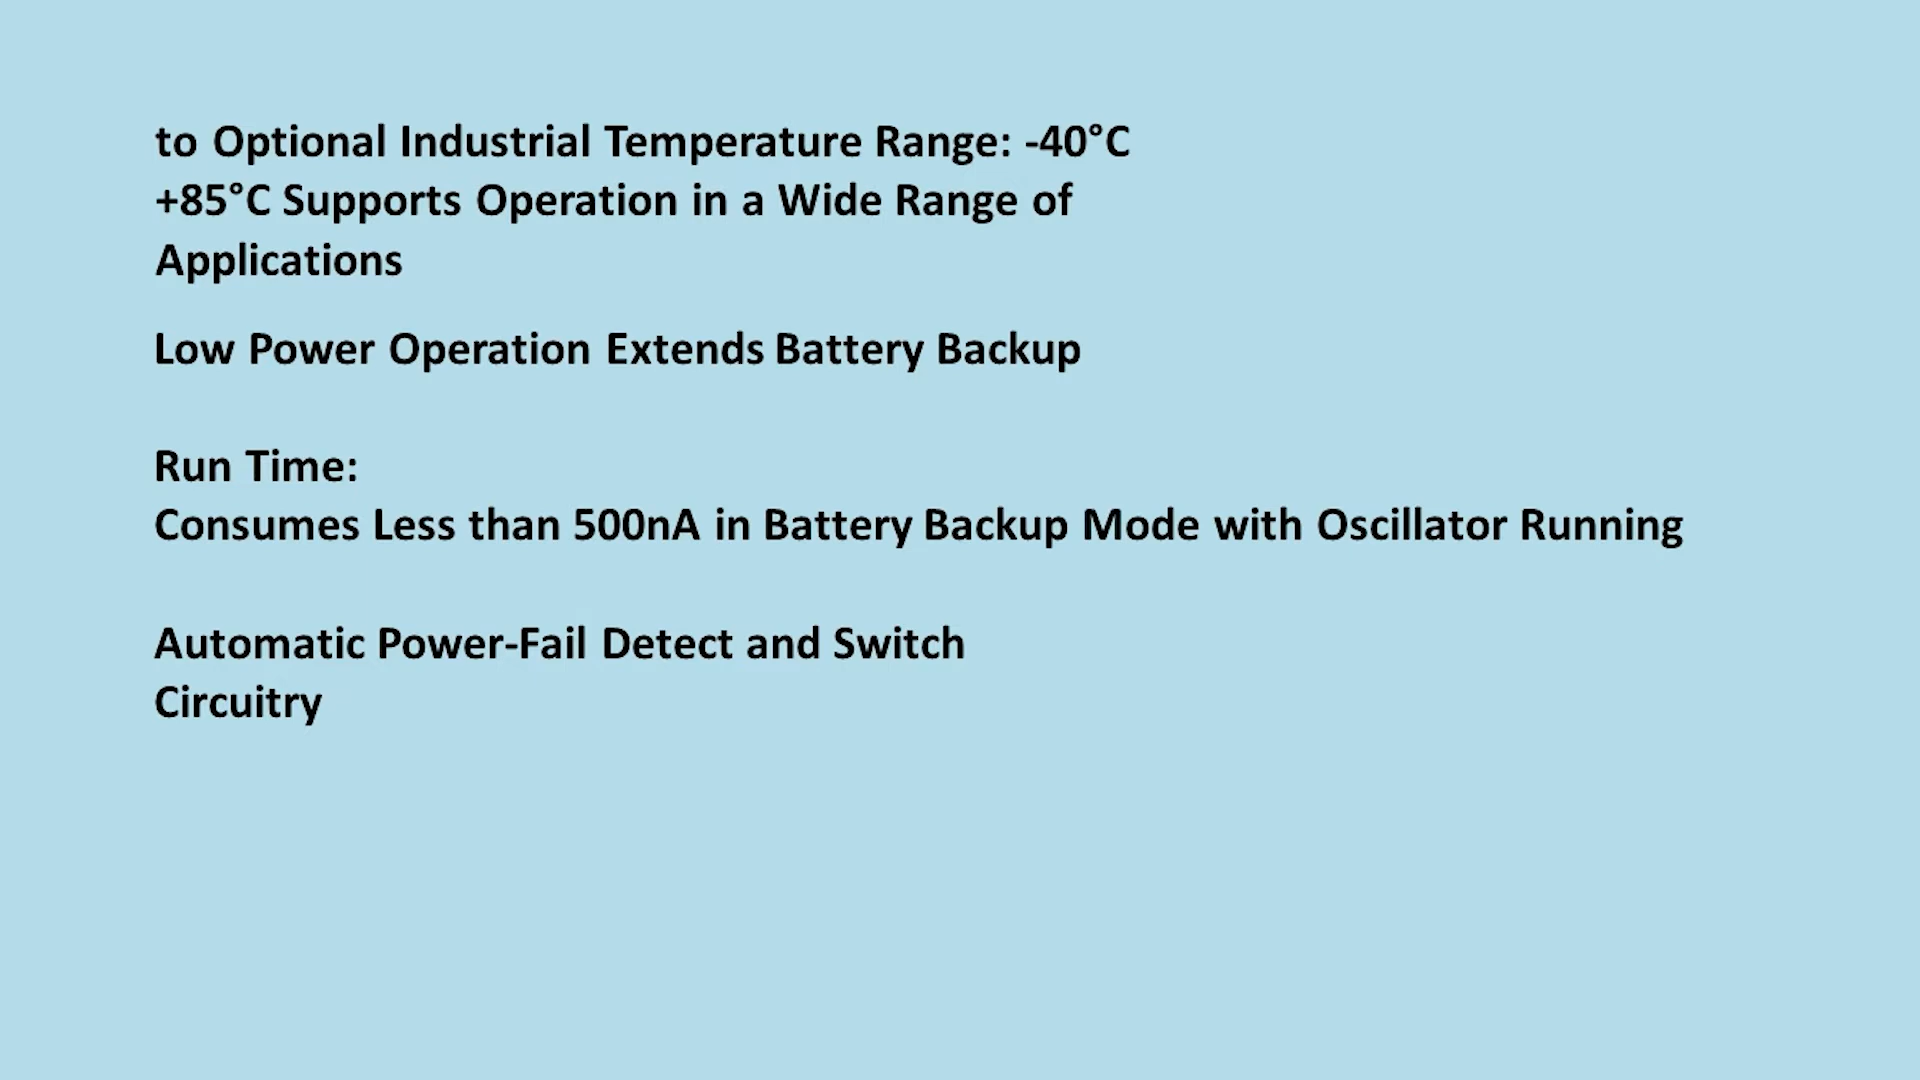 to Optional Industrial Temperature Range: -40°C
+85°C Supports Operation in a Wide Range of
Applications
Low Power Operation Extends Battery Backup
Run Time:
Consumes Less than 500nA in Battery Backup Mode with Oscillator Running
Automatic Power-Fail Detect and Switch
Circuitry